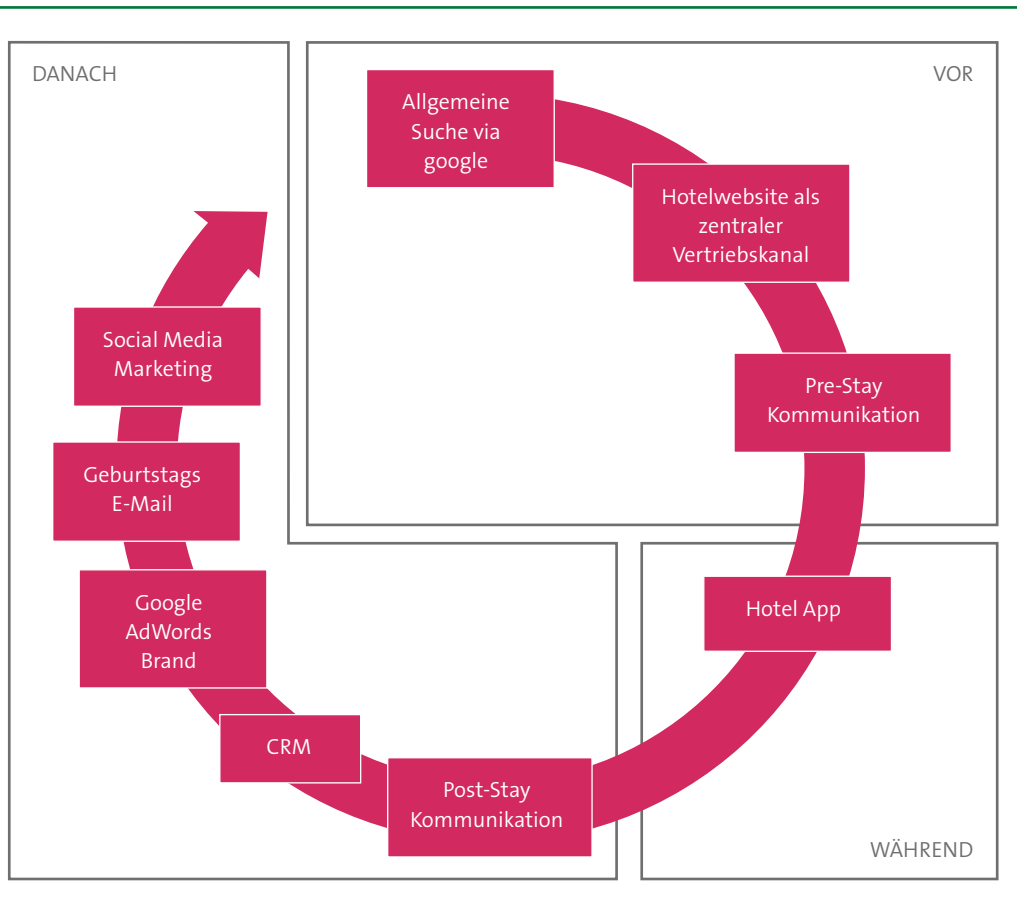 DANACH
VOR
Allgemeine
Suche via
google
Hotelwebsite als
zentraler
Vertriebskanal
Pre-Stay
Kommunikation
Hotel App
WÄHREND
Post-Stay
Kommunikation
CRM
Google
AdWords
Brand
Geburtstags
E-Mail
Social Media
Marketing